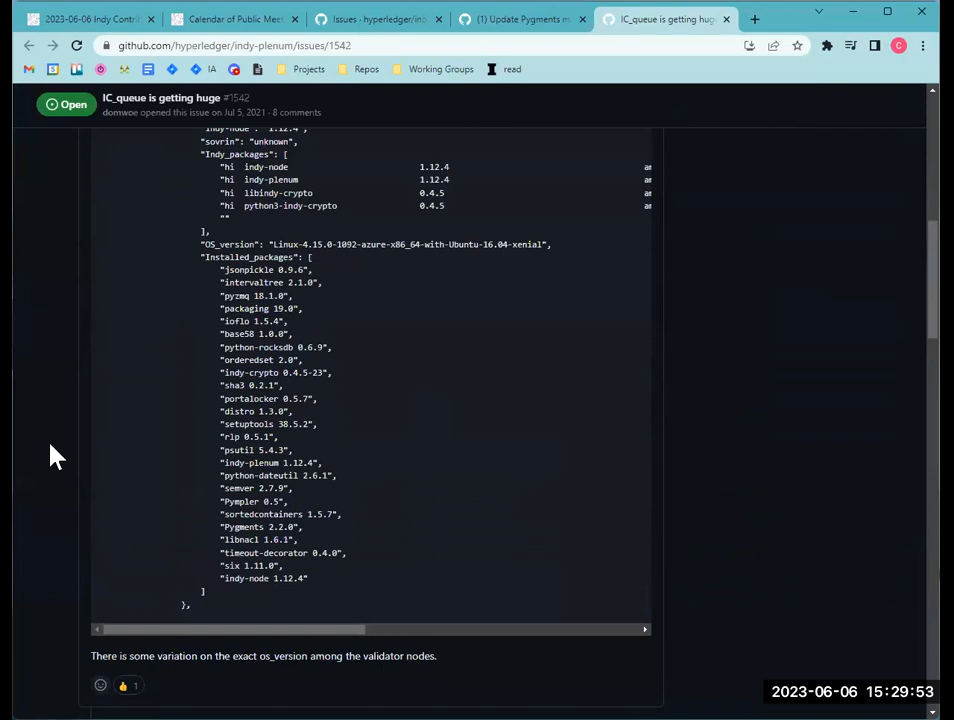 2023-06-06 Indy Contri
Calendar of Public Meet
Issues · hyperledger/ind
(1) Update Pygments m
IC_queue is getting huge
github.com/hyperledger/indy-plenum/issues/1542
IA
Projects
Repos
Working Groups
read
Open
IC_queue is getting huge #1542
domwoe opened this issue on Jul 5, 2021 · 8 comments
"indy-node": "1.12.4",
"sovrin": "unknown",
"Indy_packages": [
"hi indy-node 1.12.4
"hi indy-plenum 1.12.4
"hi libindy-crypto 0.4.5
"hi python3-indy-crypto 0.4.5
""
],
"OS_version": "Linux-4.15.0-1092-azure-x86_64-with-Ubuntu-16.04-xenial",
"Installed_packages": [
"jsonpickle 0.9.6",
"intervaltree 2.1.0",
"pyzmq 18.1.0",
"packaging 19.0",
"ioflo 1.5.4",
"base58 1.0.0",
"python-rocksdb 0.6.9",
"orderedset 2.0",
"indy-crypto 0.4.5-23",
"sha3 0.2.1",
"portalocker 0.5.7",
"distro 1.3.0",
"setuptools 38.5.2",
"rlp 0.5.1",
"psutil 5.4.3",
"indy-plenum 1.12.4",
"python-dateutil 2.6.1",
"semver 2.7.9",
"Pympler 0.5",
"sortedcontainers 1.5.7",
"Pygments 2.2.0",
"libnacl 1.6.1",
"timeout-decorator 0.4.0",
"six 1.11.0",
"indy-node 1.12.4"
]
},
There is some variation on the exact os_version among the validator nodes.
1
2023-06-06 15:29:53